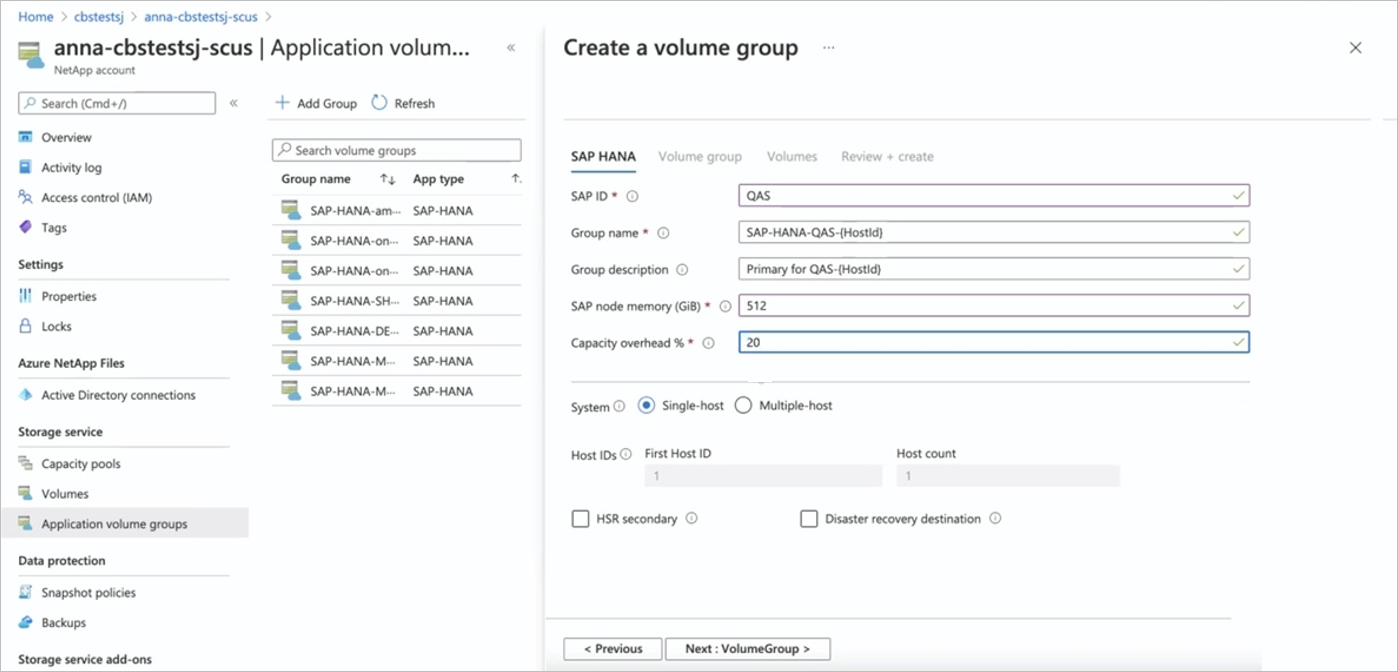 Home > cbstestsj > anna-cbstestsj-scus >
anna-cbstestsj-scus | Application volum...
NetApp account
Search (Cmd+/)
Overview
Activity log
Access control (IAM)
Tags
Settings
Properties
Locks
Azure NetApp Files
Active Directory connections
Storage service
Capacity pools
Volumes
Application volume groups
Data protection
Snapshot policies
Backups
Storage service add-ons
Add Group Refresh
Search volume groups
Group name App type
SAP-HANA-am... SAP-HANA
SAP-HANA-on... SAP-HANA
SAP-HANA-on... SAP-HANA
SAP-HANA-SH... SAP-HANA
SAP-HANA-DE... SAP-HANA
SAP-HANA-M... SAP-HANA
SAP-HANA-M... SAP-HANA
Create a volume group ...
SAP HANA Volume group Volumes Review + create
SAP ID * QAS
Group name * SAP-HANA-QAS-{HostId}
Group description Primary for QAS-{HostId}
SAP node memory (GiB) * 512
Capacity overhead % * 20
System Single-host Multiple-host
Host IDs First Host ID Host count
1 1
HSR secondary Disaster recovery destination
< Previous Next : VolumeGroup >